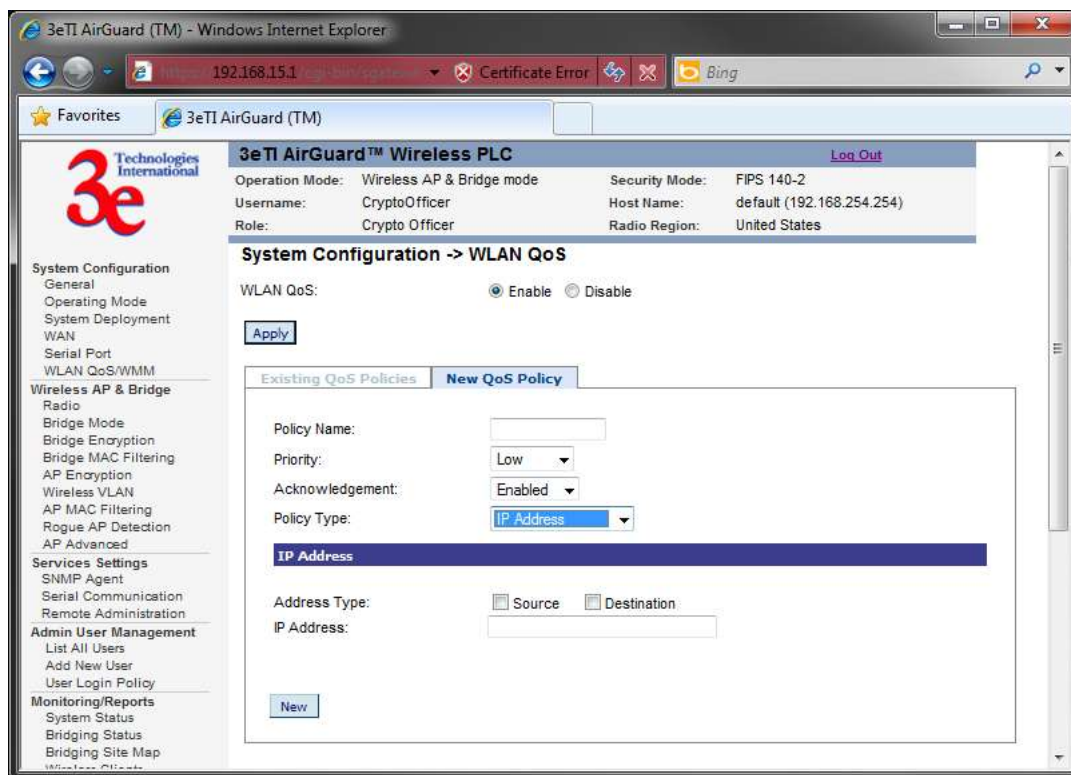 3eTI AirGuard (TM) - Windows Internet Explorer
192.168.15.1
Certificate Error
Bing
Favorites
3eTI AirGuard (TM)
3e Technologies International
3eTI AirGuard™ Wireless PLC
Log Out
Operation Mode: Wireless AP & Bridge mode Security Mode: FIPS 140-2
Username: CryptoOfficer Host Name: default (192.168.254.254)
Role: Crypto Officer Radio Region: United States
System Configuration
General
Operating Mode
System Deployment
WAN
Serial Port
WLAN QoS/WMM
Wireless AP & Bridge
Radio
Bridge Mode
Bridge Encryption
Bridge MAC Filtering
AP Encryption
Wireless VLAN
AP MAC Filtering
Rogue AP Detection
AP Advanced
Services Settings
SNMP Agent
Serial Communication
Remote Administration
Admin User Management
List All Users
Add New User
User Login Policy
Monitoring/Reports
System Status
Bridging Status
Bridging Site Map
System Configuration -> WLAN QoS
WLAN QoS: Enable Disable
Apply
Existing QoS Policies New QoS Policy
Policy Name:
Priority: Low
Acknowledgement: Enabled
Policy Type: IP Address
IP Address
Address Type: Source Destination
IP Address:
New